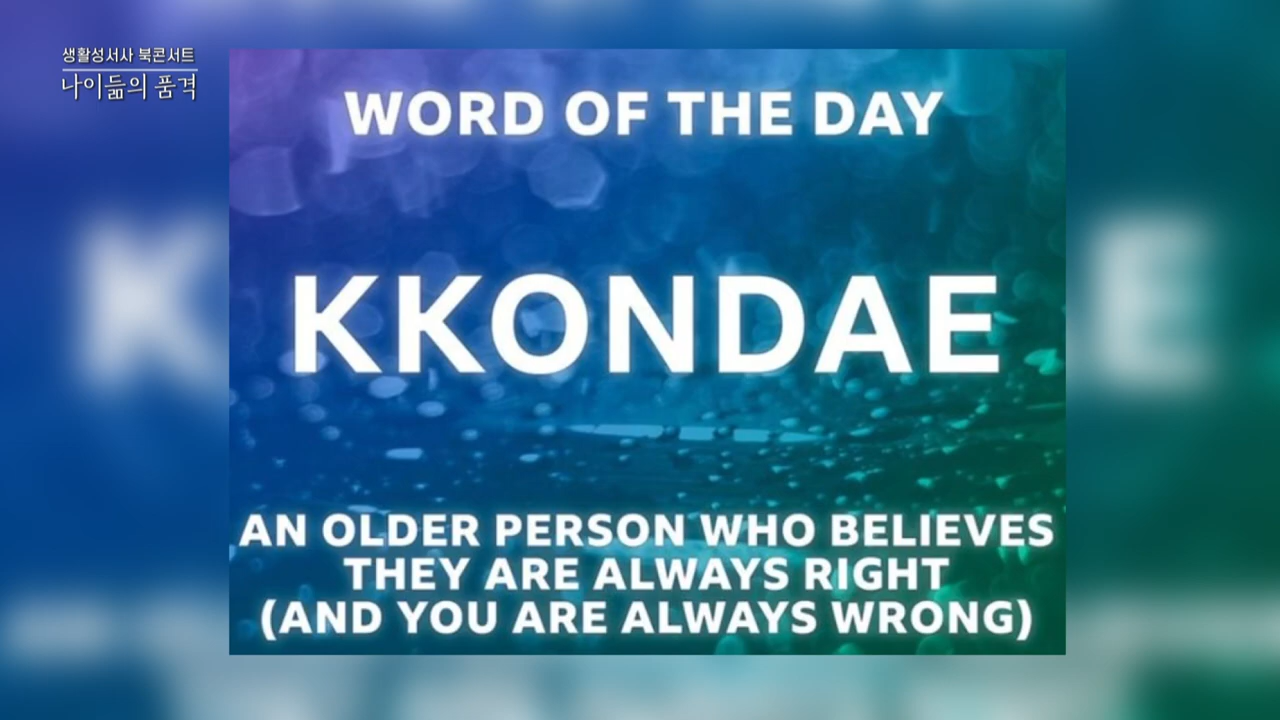 생활성서사 북콘서트
나이듦의 품격
WORD OF THE DAY
KKONDAE
AN OLDER PERSON WHO BELIEVES
THEY ARE ALWAYS RIGHT
(AND YOU ARE ALWAYS WRONG)